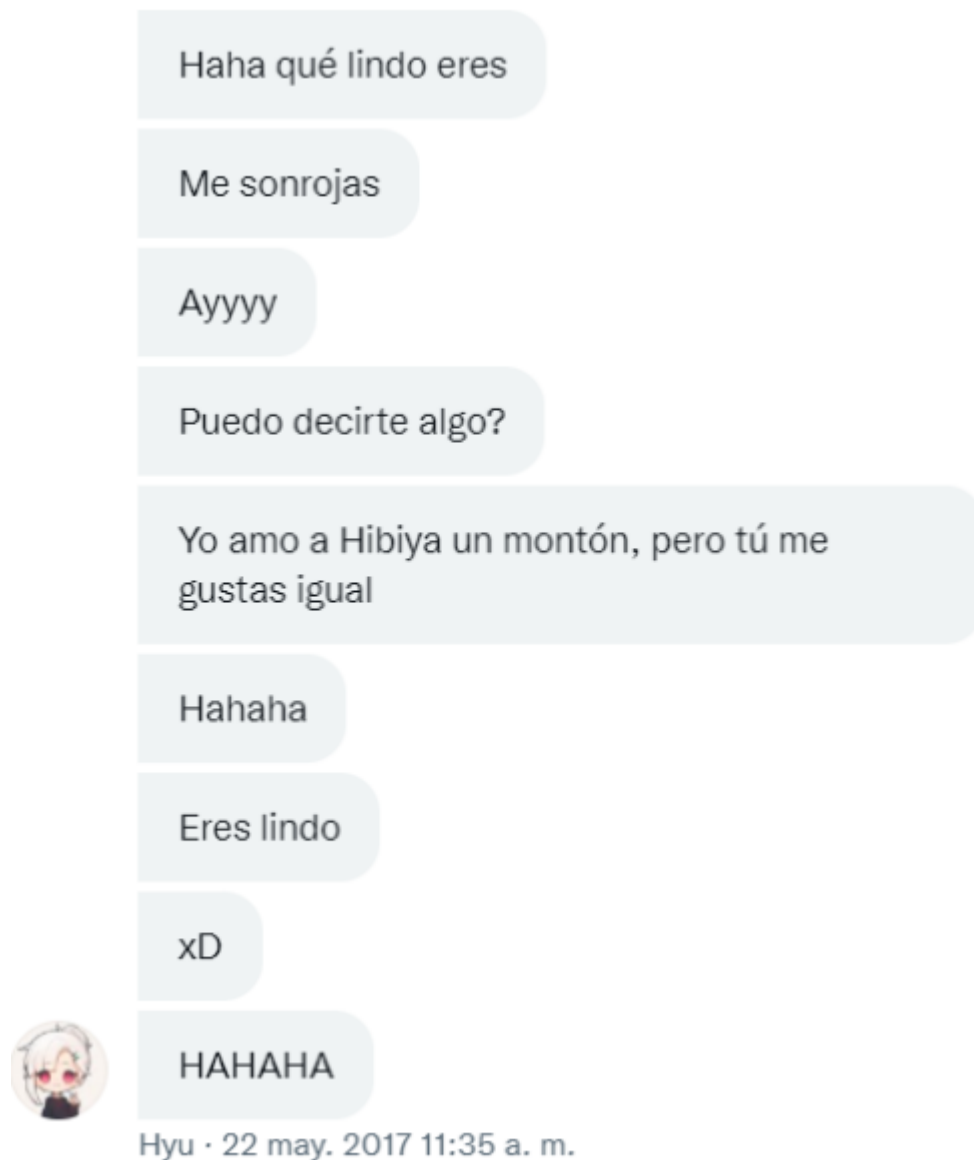 Haha qué lindo eres
Me sonrojas
Ayyyy
Puedo decirte algo?
Yo amo a Hibiya un montón, pero tú me
gustas igual
Hahaha
Eres lindo
xD
HAHAHA
Hyu · 22 may. 2017 11:35 a. m.